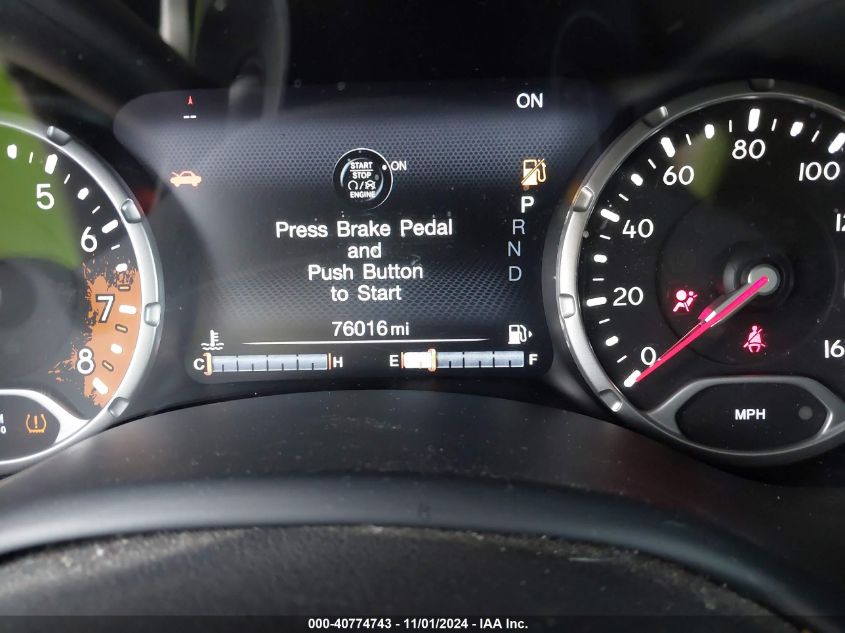 ON
--
START
STOP
ENGINE
ON
Press Brake Pedal
and
Push Button
to Start
76016 mi
C H
E F
P
R
N
D
5
6
7
8
0
20
40
60
80
100
MPH
000-40774743 - 11/01/2024 - IAA Inc.